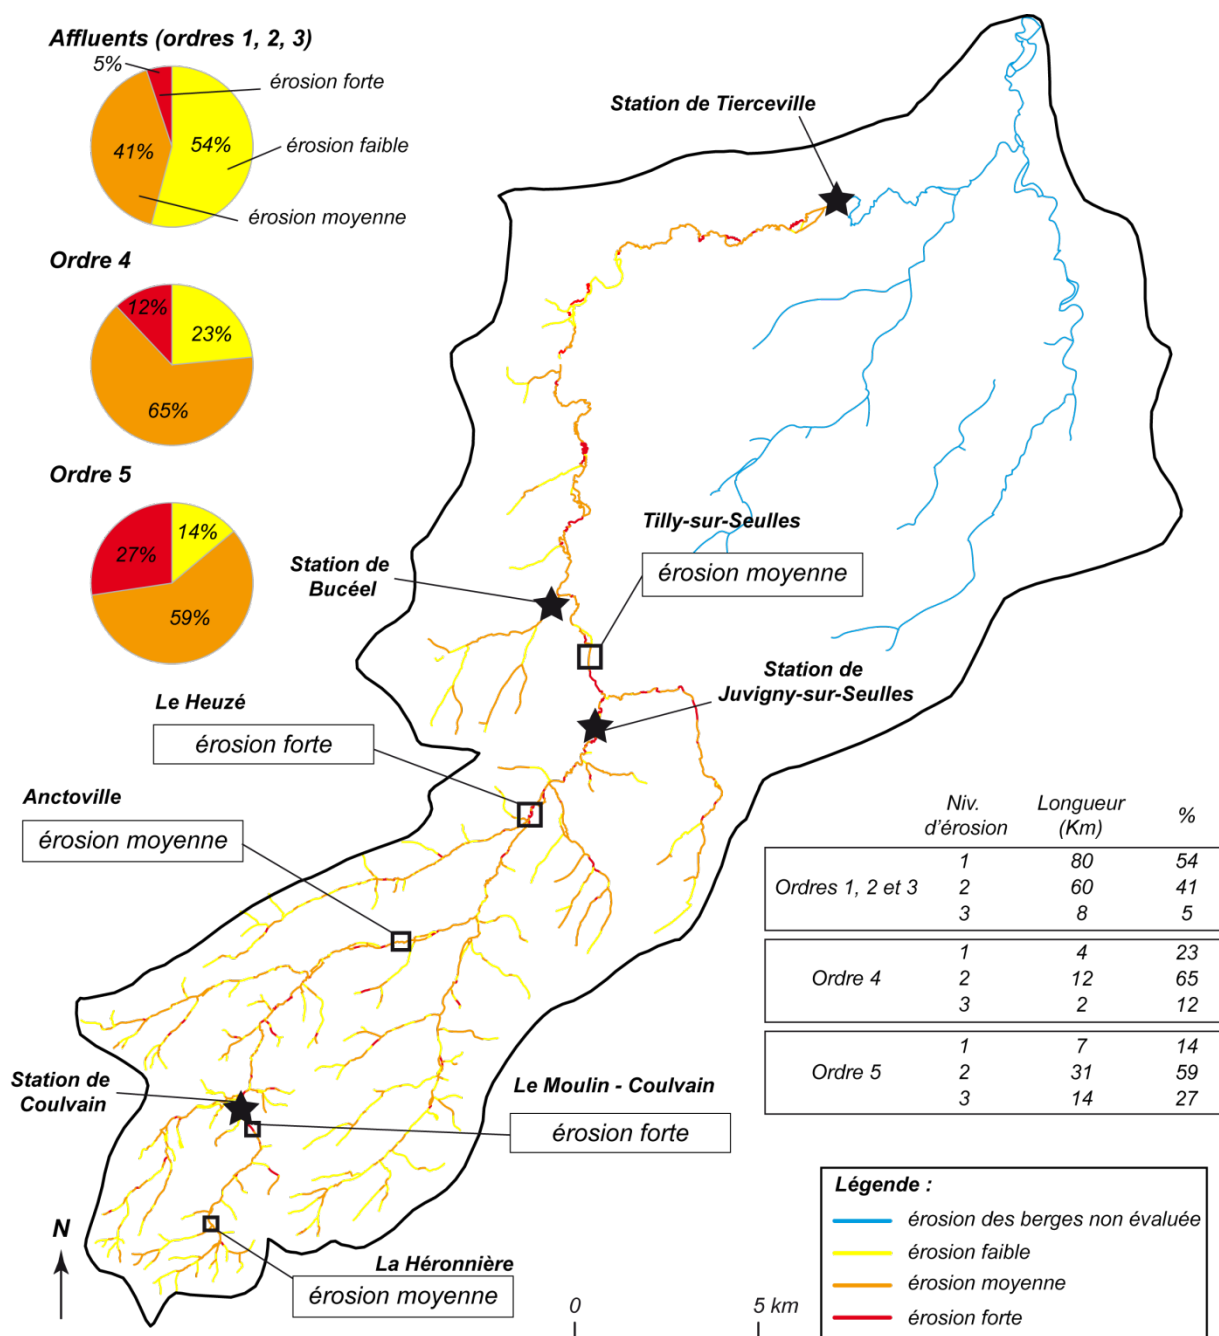 Affluents (ordres 1, 2, 3)
5%
érosion forte
41%
54%
érosion faible
érosion moyenne
Ordre 4
12%
23%
65%
Ordre 5
27%
14%
59%
Station de Tierceville
Tilly-sur-Seulles
érosion moyenne
Station de
Bucéel
Station de
Juvigny-sur-Seulles
Le Heuzé
érosion forte
Anctoville
érosion moyenne
Station de
Coulvain
Le Moulin - Coulvain
érosion forte
La Héronnière
érosion moyenne
N
0 5 km
Niv. d'érosion Longueur (Km) %
Ordres 1, 2 et 3
1 80 54
2 60 41
3 8 5
Ordre 4
1 4 23
2 12 65
3 2 12
Ordre 5
1 7 14
2 31 59
3 14 27
Légende :
érosion des berges non évaluée
érosion faible
érosion moyenne
érosion forte